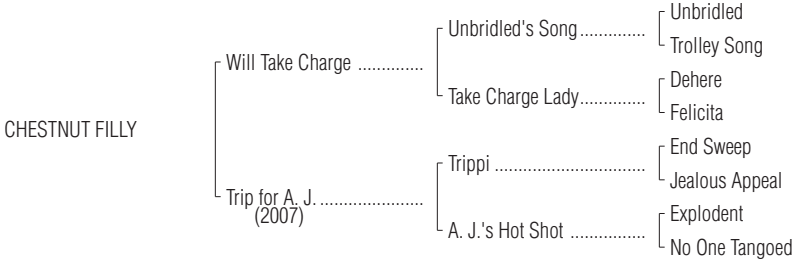 Unbridled
Unbridled's Song..............
Trolley Song
Will Take Charge ..............
Dehere
Take Charge Lady..............
Felicita
CHESTNUT FILLY
End Sweep
Trippi ................................
Jealous Appeal
Trip for A. J. ......................
(2007)
Explodent
A. J.'s Hot Shot ................
No One Tangoed